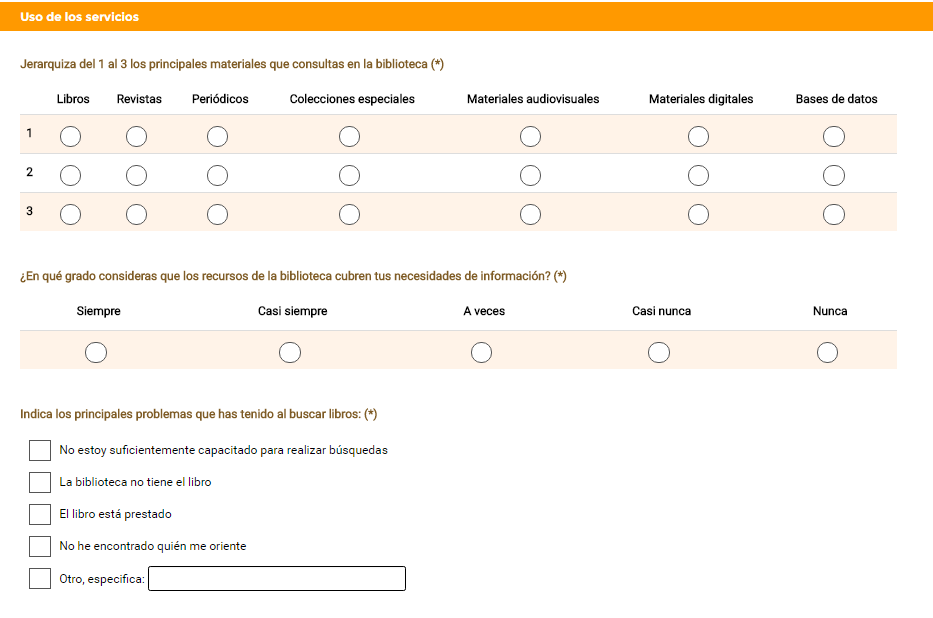 Uso de los servicios
Jerarquiza del 1 al 3 los principales materiales que consultas en la biblioteca (*)
Libros Revistas Periódicos Colecciones especiales Materiales audiovisuales Materiales digitales Bases de datos
1
2
3
¿En qué grado consideras que los recursos de la biblioteca cubren tus necesidades de información? (*)
Siempre Casi siempre A veces Casi nunca Nunca
Indica los principales problemas que has tenido al buscar libros: (*)
No estoy suficientemente capacitado para realizar búsquedas
La biblioteca no tiene el libro
El libro está prestado
No he encontrado quién me oriente
Otro, especifica: